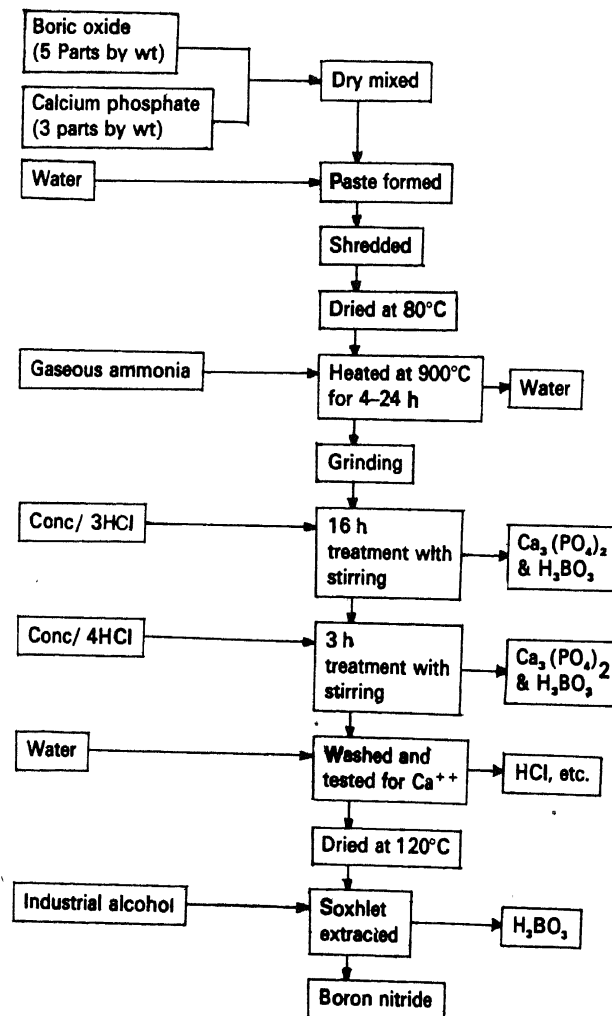 Boric oxide
(5 Parts by wt)
Dry mixed
Calcium phosphate
(3 parts by wt)
Water
Paste formed
Shredded
Dried at 80°C
Gaseous ammonia
Heated at 900°C
for 4–24 h
Water
Grinding
Conc/ 3HCl
16 h
treatment with
stirring
Ca₃(PO₄)₂
& H₃BO₃
Conc/ 4HCl
3 h
treatment with
stirring
Ca₃(PO₄)2
& H₃BO₃
Water
Washed and
tested for Ca⁺⁺
HCl, etc.
Dried at 120°C
Industrial alcohol
Soxhlet
extracted
H₃BO₃
Boron nitride